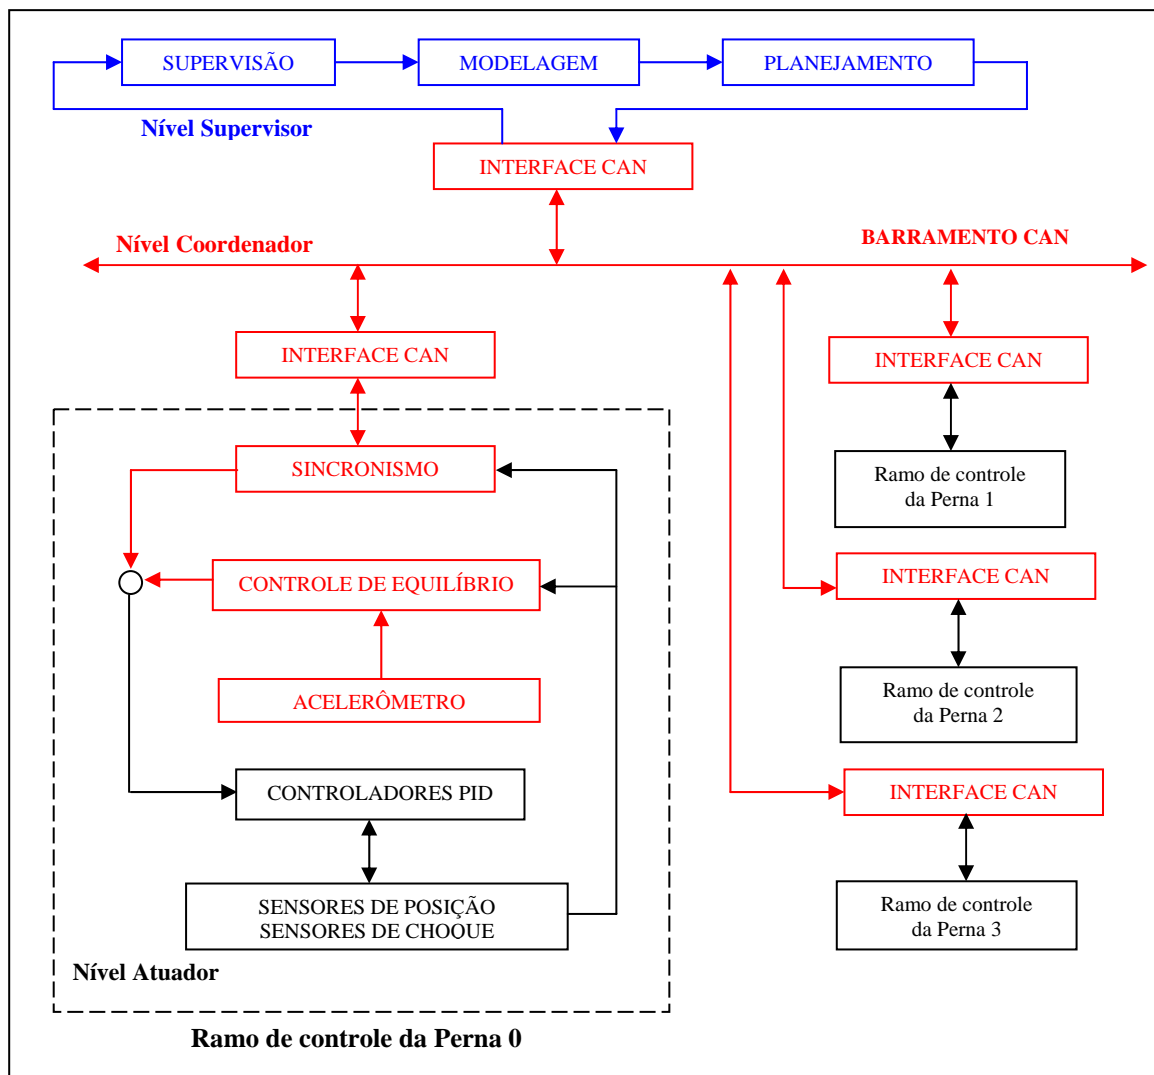 SUPERVISÃO
MODELAGEM
PLANEJAMENTO
Nível Supervisor
INTERFACE CAN
Nível Coordenador
BARRAMENTO CAN
INTERFACE CAN
SINCRONISMO
CONTROLE DE EQUILÍBRIO
ACELERÔMETRO
CONTROLADORES PID
SENSORES DE POSIÇÃO
SENSORES DE CHOQUE
Nível Atuador
Ramo de controle da Perna 0
INTERFACE CAN
Ramo de controle
da Perna 1
INTERFACE CAN
Ramo de controle
da Perna 2
INTERFACE CAN
Ramo de controle
da Perna 3